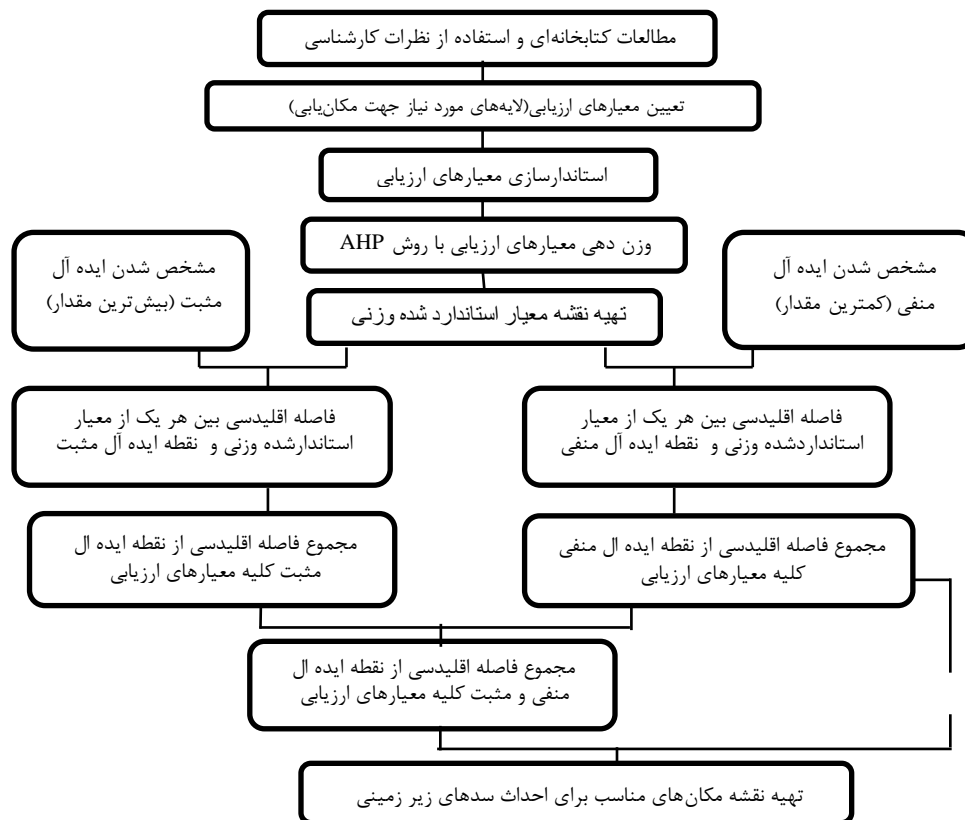 مطالعات کتابخانه‌ای و استفاده از نظرات کارشناسی
تعیین معیارهای ارزیابی(لایه‌های مورد نیاز جهت مکان‌یابی)
استاندارسازی معیارهای ارزیابی
وزن دهی معیارهای ارزیابی با روش AHP
مشخص شدن ایده آل
منفی (کمترین مقدار)
مشخص شدن ایده آل
مثبت (بیش‌ترین مقدار)
تهیه نقشه معیار استاندارد شده وزنی
فاصله اقلیدسی بین هر یک از معیار
استانداردشده وزنی و نقطه ایده آل منفی
فاصله اقلیدسی بین هر یک از معیار
استاندارشده وزنی و نقطه ایده آل مثبت
مجموع فاصله اقلیدسی از نقطه ایده ال منفی
کلیه معیارهای ارزیابی
مجموع فاصله اقلیدسی از نقطه ایده ال
مثبت کلیه معیارهای ارزیابی
مجموع فاصله اقلیدسی از نقطه ایده ال
منفی و مثبت کلیه معیارهای ارزیابی
تهیه نقشه مکان‌های مناسب برای احداث سدهای زیر زمینی